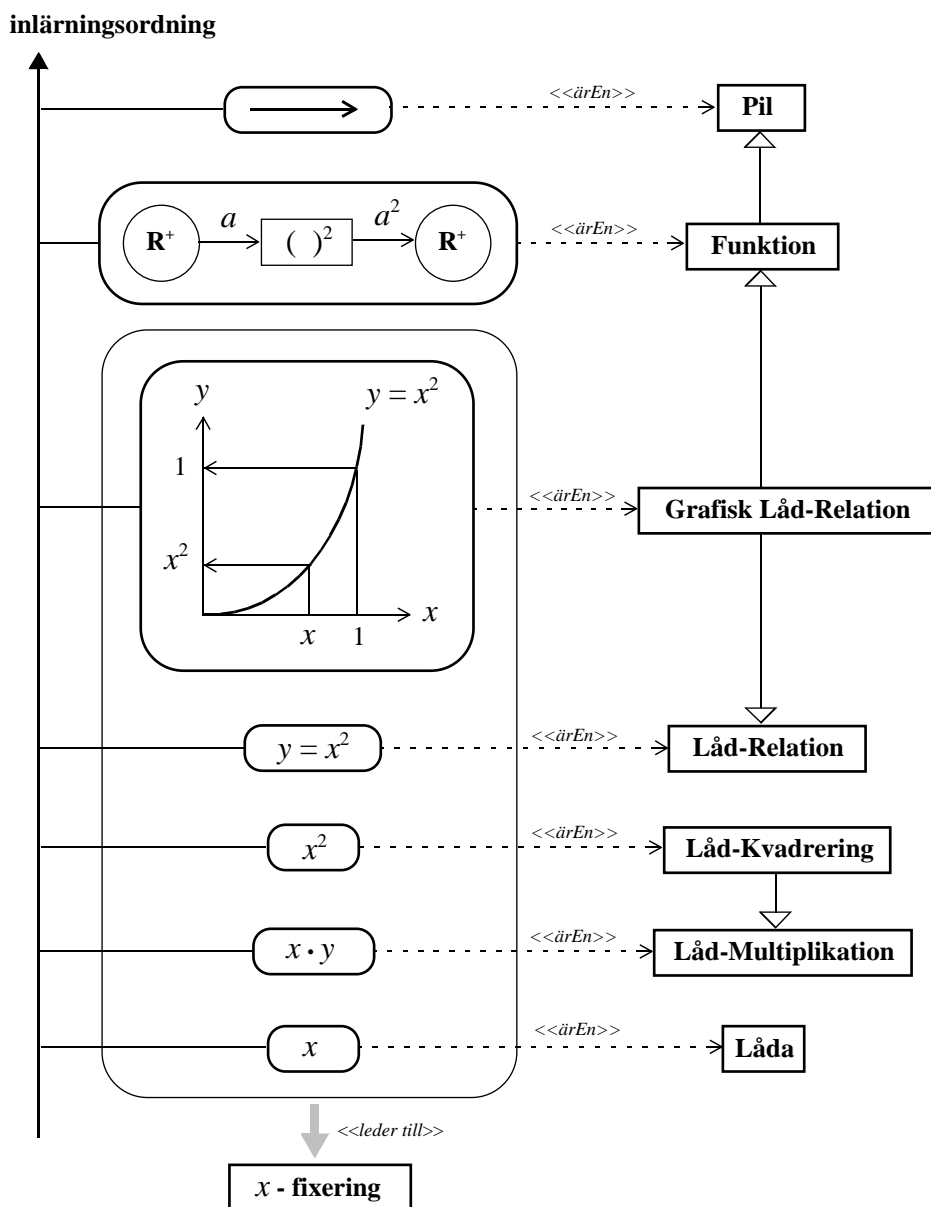 inlärningsordning
<<ärEn>>
Pil
R⁺ a ( )² a² R⁺
<<ärEn>>
Funktion
y
y = x²
1
x²
x 1
x
<<ärEn>>
Grafisk Låd-Relation
y = x²
<<ärEn>>
Låd-Relation
x²
<<ärEn>>
Låd-Kvadrering
x · y
<<ärEn>>
Låd-Multiplikation
x
<<ärEn>>
Låda
<<leder till>>
x - fixering